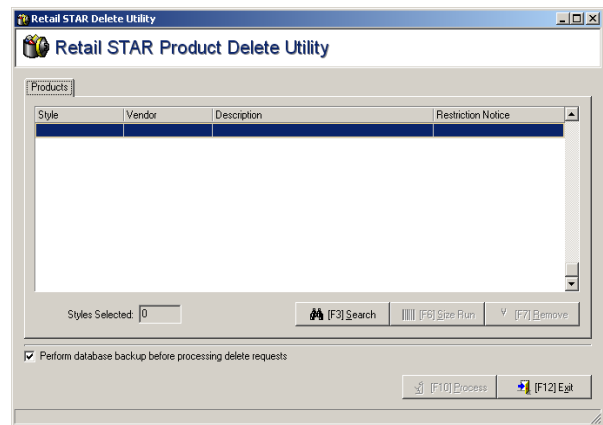 Retail STAR Delete Utility
Retail STAR Product Delete Utility
Products
Style Vendor Description Restriction Notice
Styles Selected: 0 [F3] Search [F6] Size Run [F7] Remove
Perform database backup before processing delete requests
[F10] Process [F12] Exit